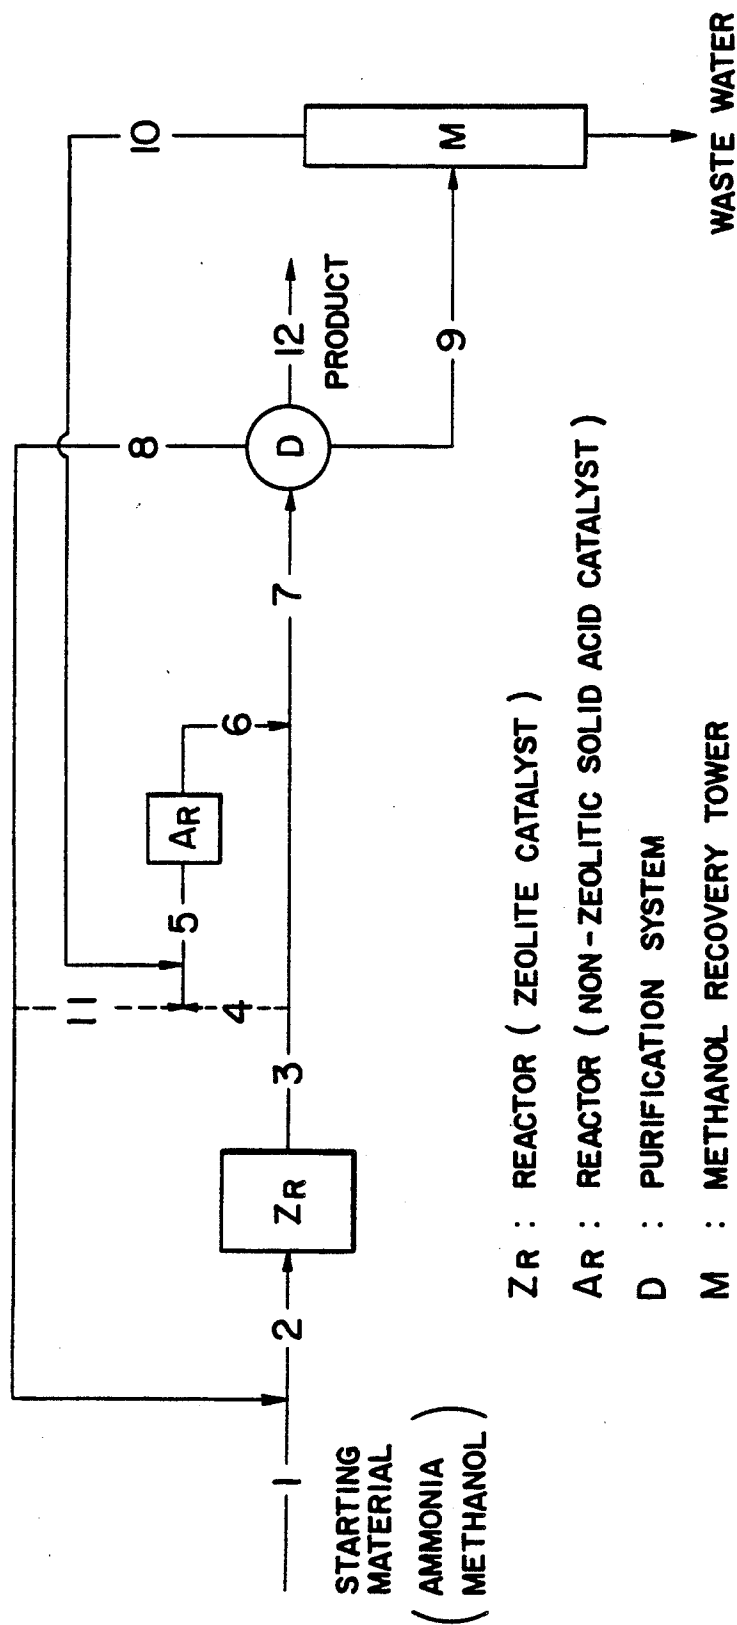 10
8
11
5
AR
6
4
12
PRODUCT
M
1
2
ZR
3
7
D
9
STARTING
MATERIAL
( AMMONIA
METHANOL )
WASTE WATER
ZR : REACTOR ( ZEOLITE CATALYST )
AR : REACTOR ( NON-ZEOLITIC SOLID ACID CATALYST )
D : PURIFICATION SYSTEM
M : METHANOL RECOVERY TOWER